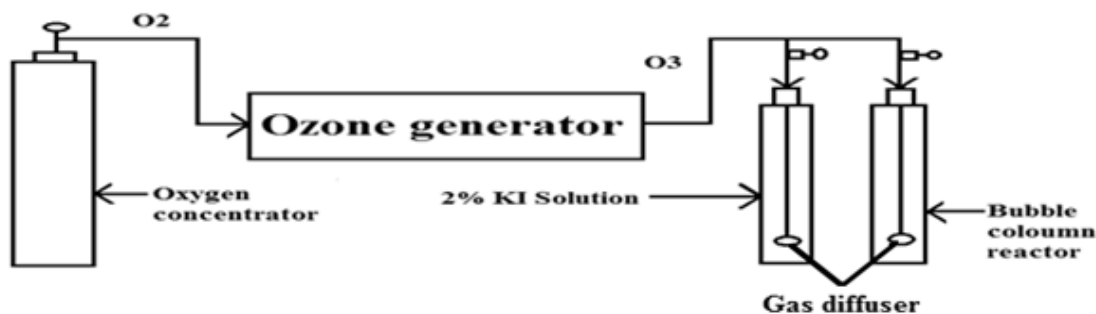 O2
O3
Ozone generator
Oxygen
concentrator
2% KI Solution
Bubble
coloumn
reactor
Gas diffuser